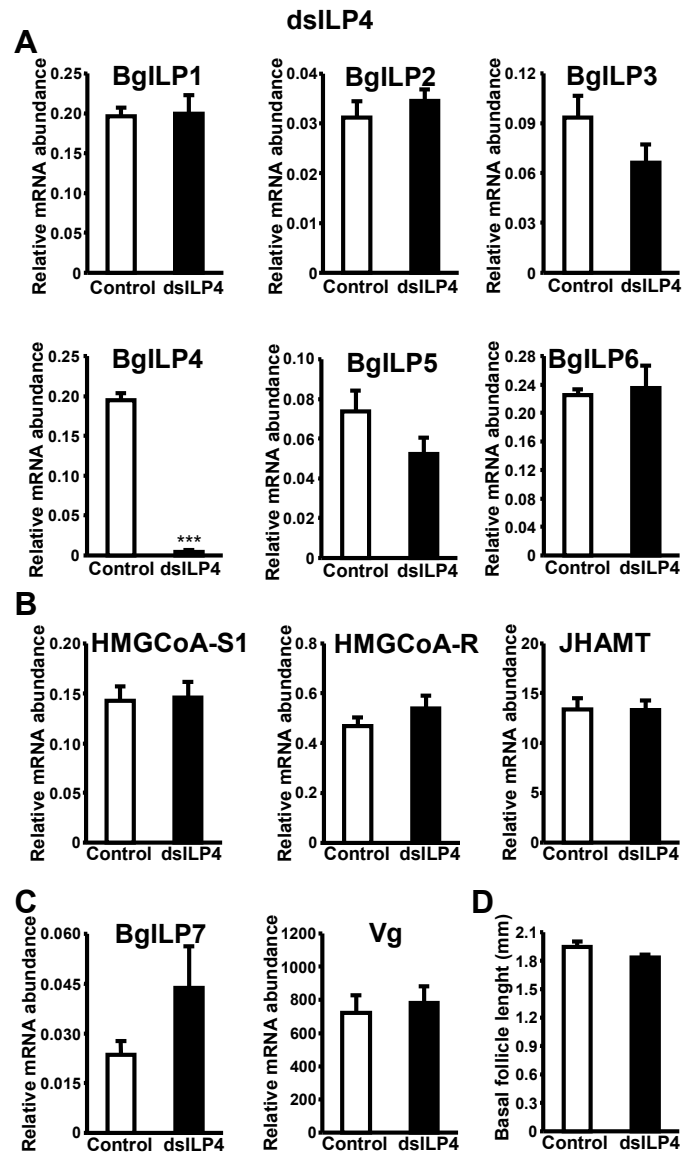 dsILP4
A
BgILP1
Relative mRNA abundance
0.25
0.20
0.15
0.10
0.05
0
Control dsILP4
BgILP2
Relative mRNA abundance
0.04
0.03
0.02
0.01
0
Control dsILP4
BgILP3
Relative mRNA abundance
0.12
0.09
0.06
0.03
0
Control dsILP4
BgILP4
Relative mRNA abundance
0.25
0.20
0.15
0.10
0.05
0
***
Control dsILP4
BgILP5
Relative mRNA abundance
0.10
0.08
0.06
0.04
0.02
0
Control dsILP4
BgILP6
Relative mRNA abundance
0.28
0.24
0.20
0.16
0.12
0.08
0.04
0
Control dsILP4
B
HMGCoA-S1
Relative mRNA abundance
0.20
0.15
0.10
0.05
0
Control dsILP4
HMGCoA-R
Relative mRNA abundance
0.8
0.6
0.4
0.2
0
Control dsILP4
JHAMT
Relative mRNA abundance
20
15
10
5
0
Control dsILP4
C
BgILP7
Relative mRNA abundance
0.060
0.045
0.030
0.015
0
Control dsILP4
Vg
Relative mRNA abundance
1200
1000
800
600
400
200
0
Control dsILP4
D
Basal follicle lenght (mm)
2.1
1.8
1.5
1.2
0.9
0.6
0.3
0
Control dsILP4